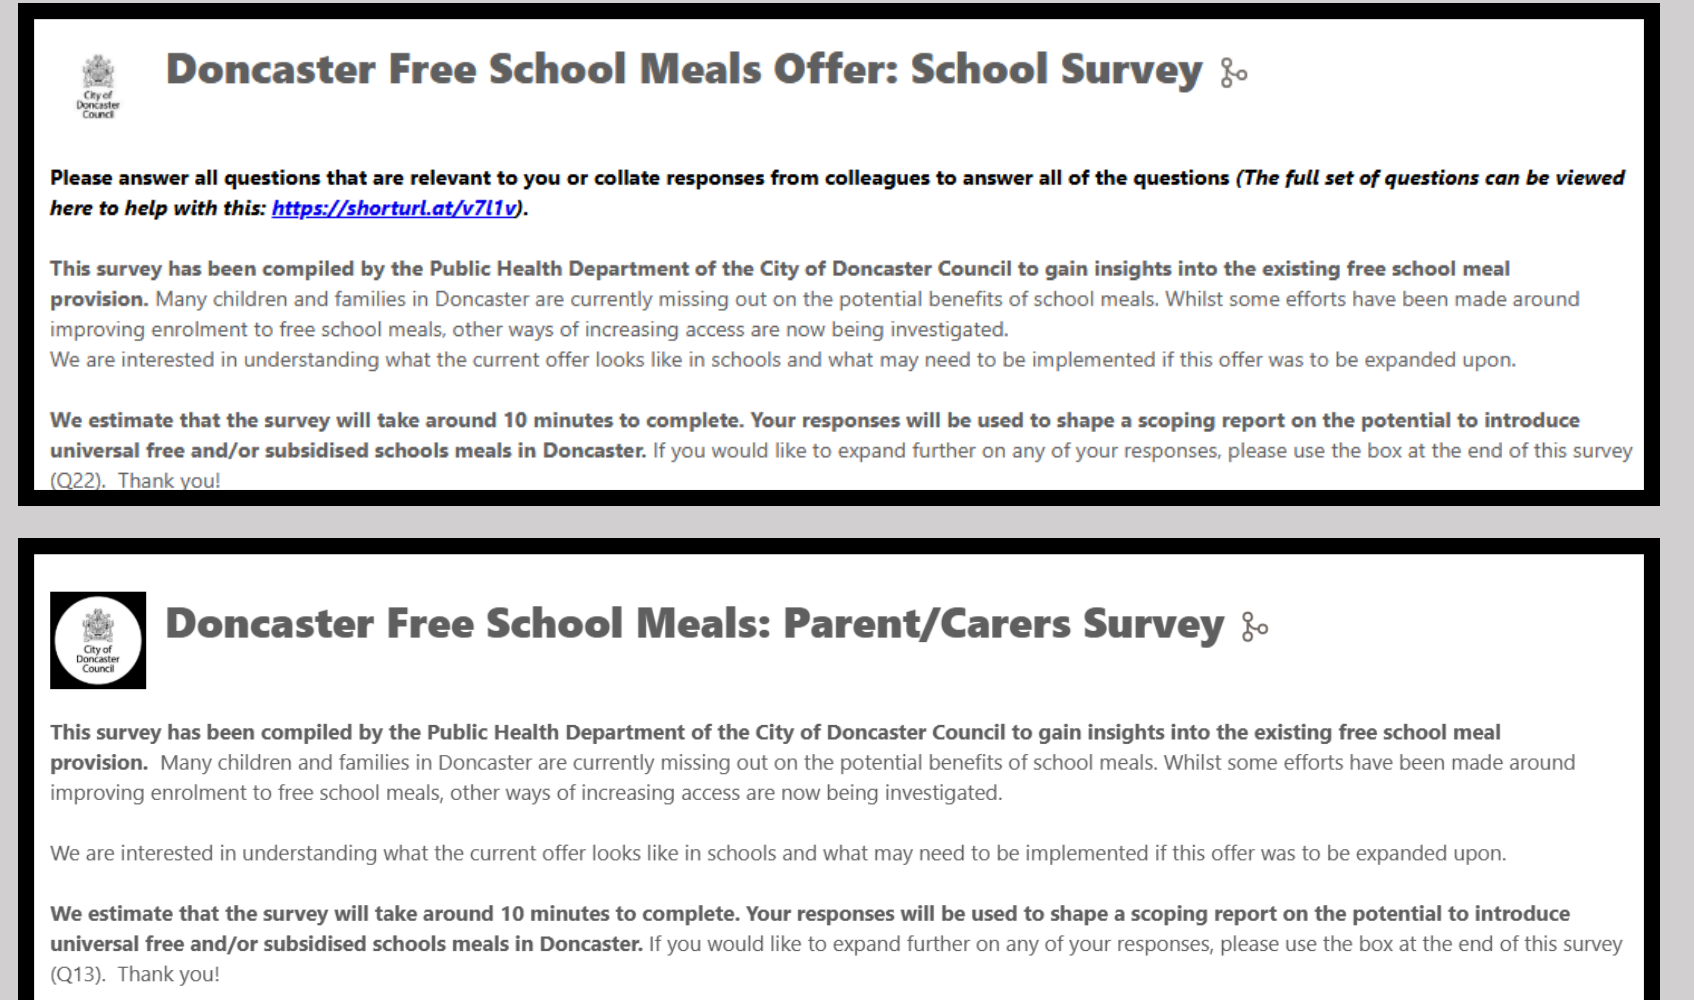 City of
Doncaster
Council
Doncaster Free School Meals Offer: School Survey
Please answer all questions that are relevant to you or collate responses from colleagues to answer all of the questions (The full set of questions can be viewed
here to help with this: https://shorturl.at/v7l1v).
This survey has been compiled by the Public Health Department of the City of Doncaster Council to gain insights into the existing free school meal
provision. Many children and families in Doncaster are currently missing out on the potential benefits of school meals. Whilst some efforts have been made around
improving enrolment to free school meals, other ways of increasing access are now being investigated.
We are interested in understanding what the current offer looks like in schools and what may need to be implemented if this offer was to be expanded upon.
We estimate that the survey will take around 10 minutes to complete. Your responses will be used to shape a scoping report on the potential to introduce
universal free and/or subsidised schools meals in Doncaster. If you would like to expand further on any of your responses, please use the box at the end of this survey
(Q22). Thank you!
City of
Doncaster
Council
Doncaster Free School Meals: Parent/Carers Survey
This survey has been compiled by the Public Health Department of the City of Doncaster Council to gain insights into the existing free school meal
provision. Many children and families in Doncaster are currently missing out on the potential benefits of school meals. Whilst some efforts have been made around
improving enrolment to free school meals, other ways of increasing access are now being investigated.
We are interested in understanding what the current offer looks like in schools and what may need to be implemented if this offer was to be expanded upon.
We estimate that the survey will take around 10 minutes to complete. Your responses will be used to shape a scoping report on the potential to introduce
universal free and/or subsidised schools meals in Doncaster. If you would like to expand further on any of your responses, please use the box at the end of this survey
(Q13). Thank you!